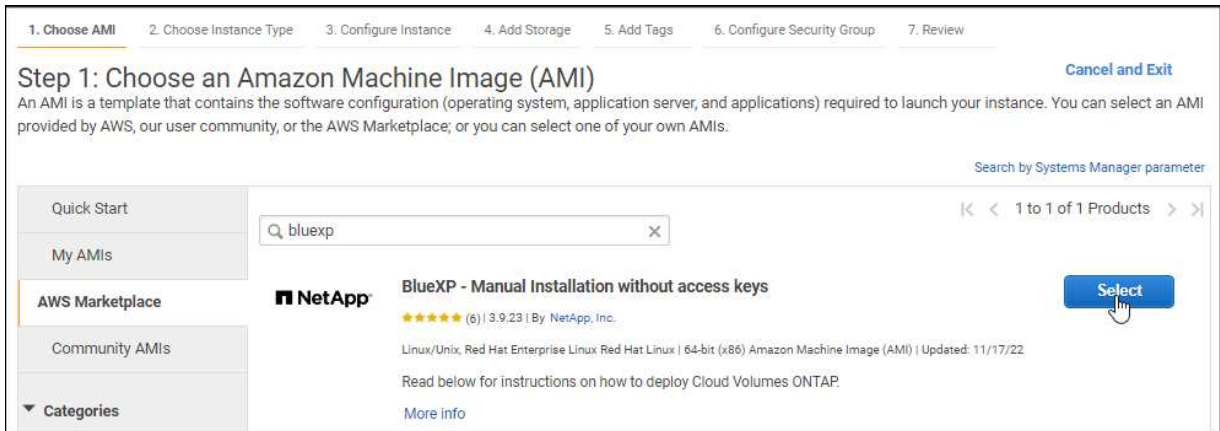 1. Choose AMI 2. Choose Instance Type 3. Configure Instance 4. Add Storage 5. Add Tags 6. Configure Security Group 7. Review
Step 1: Choose an Amazon Machine Image (AMI)
Cancel and Exit
An AMI is a template that contains the software configuration (operating system, application server, and applications) required to launch your instance. You can select an AMI
provided by AWS, our user community, or the AWS Marketplace; or you can select one of your own AMIs.
Search by Systems Manager parameter
Quick Start
My AMIs
AWS Marketplace
Community AMIs
Categories
bluexp
1 to 1 of 1 Products
NetApp
BlueXP - Manual Installation without access keys
(6) | 3.9.23 | By NetApp, Inc.
Linux/Unix, Red Hat Enterprise Linux Red Hat Linux | 64-bit (x86) Amazon Machine Image (AMI) | Updated: 11/17/22
Read below for instructions on how to deploy Cloud Volumes ONTAP.
More info
Select